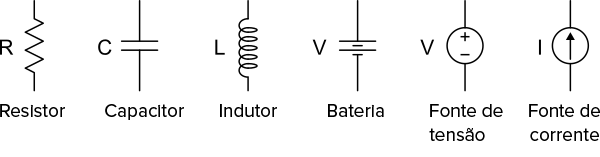 R C L V V I
+
−
Resistor Capacitor Indutor Bateria Fonte de Fonte de
tensão corrente